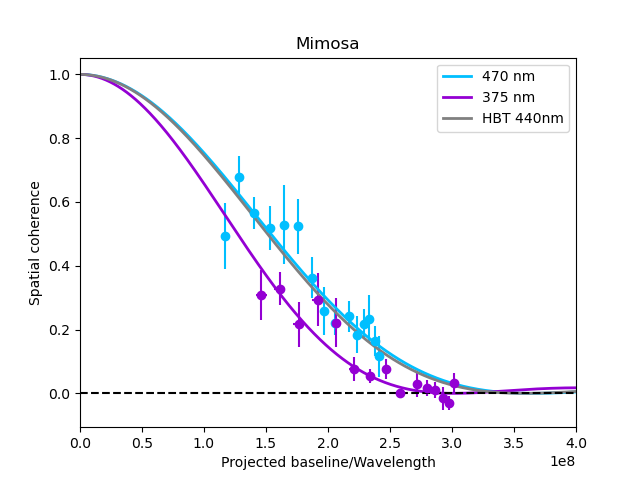 Mimosa
470 nm
375 nm
HBT 440nm
Spatial coherence
1.0
0.8
0.6
0.4
0.2
0.0
0.0 0.5 1.0 1.5 2.0 2.5 3.0 3.5 4.0
1e8
Projected baseline/Wavelength